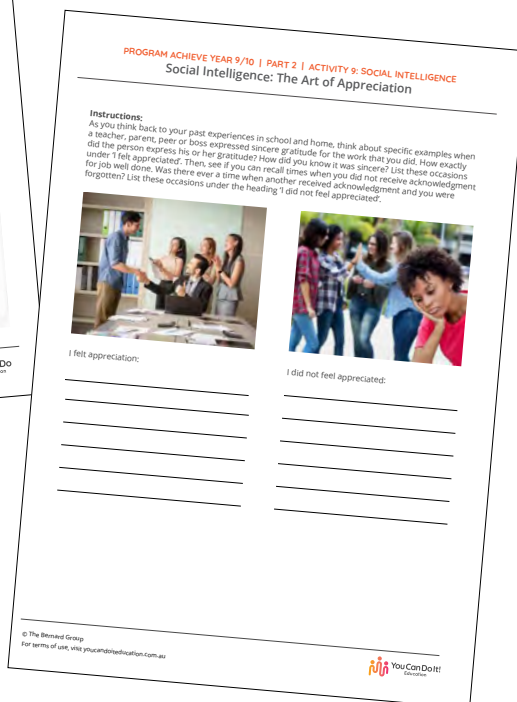 PROGRAM ACHIEVE YEAR 9/10 | PART 2 | ACTIVITY 9: SOCIAL INTELLIGENCE
Social Intelligence: The Art of Appreciation
Instructions:
As you think back to your past experiences in school and home, think about specific examples when
a teacher, parent, peer or boss expressed sincere gratitude for the work that you did. How exactly
did the person express his or her gratitude? How did you know it was sincere? List these occasions
under 'I felt appreciated'. Then, see if you can recall times when you did not receive acknowledgment
for job well done. Was there ever a time when another received acknowledgment and you were
forgotten? List these occasions under the heading 'I did not feel appreciated'.
I felt appreciation:
I did not feel appreciated:
© The Bernard Group
For terms of use, visit youcandoiteducation.com.au
You Can Do It!
Education
Do
on